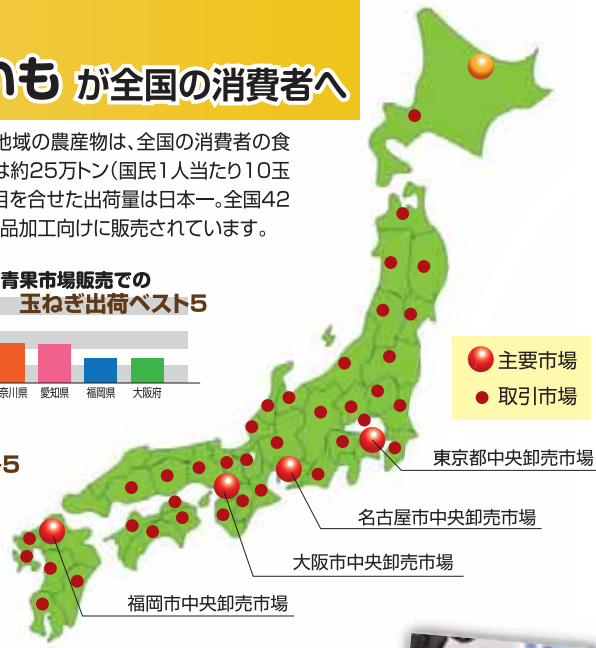 いも が全国の消費者へ
地域の農産物は、全国の消費者の食
は約25万トン(国民1人当たり10玉
目を合せた出荷量は日本一。全国42
品加工向けに販売されています。
青果市場販売での
玉ねぎ出荷ベスト5
奈川県 愛知県 福岡県 大阪府
5
主要市場
取引市場
東京都中央卸売市場
名古屋市中央卸売市場
大阪市中央卸売市場
福岡市中央卸売市場